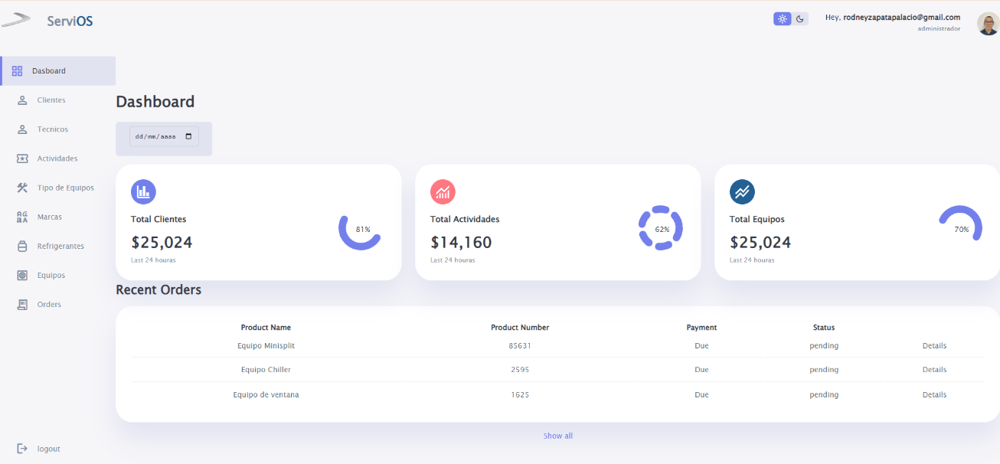 ServiOS
Hey, rodneyzapatapalacio@gmail.com
administrador
Dasboard
Clientes
Tecnicos
Actividades
Tipo de Equipos
Marcas
Refrigerantes
Equipos
Orders
logout
Dashboard
dd/mm/aaaa
Total Clientes
$25,024
Last 24 houras
81%
Total Actividades
$14,160
Last 24 houras
62%
Total Equipos
$25,024
Last 24 houras
70%
Recent Orders
Product Name Product Number Payment Status
Equipo Minisplit 85631 Due pending Details
Equipo Chiller 2595 Due pending Details
Equipo de ventana 1625 Due pending Details
Show all